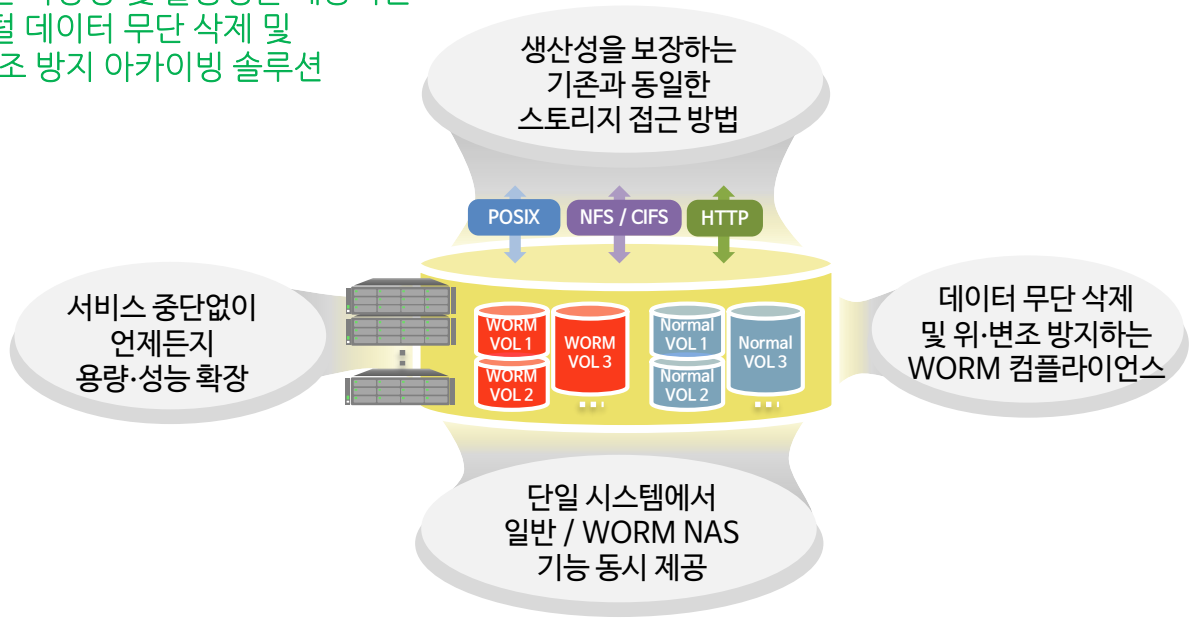 털 데이터 무단 삭제 및
조 방지 아카이빙 솔루션
생산성을 보장하는
기존과 동일한
스토리지 접근 방법
POSIX
NFS / CIFS
HTTP
서비스 중단없이
언제든지
용량·성능 확장
WORM
VOL 1
WORM
VOL 2
WORM
VOL 3
Normal
VOL 1
Normal
VOL 2
Normal
VOL 3
데이터 무단 삭제
및 위·변조 방지하는
WORM 컴플라이언스
단일 시스템에서
일반 / WORM NAS
기능 동시 제공